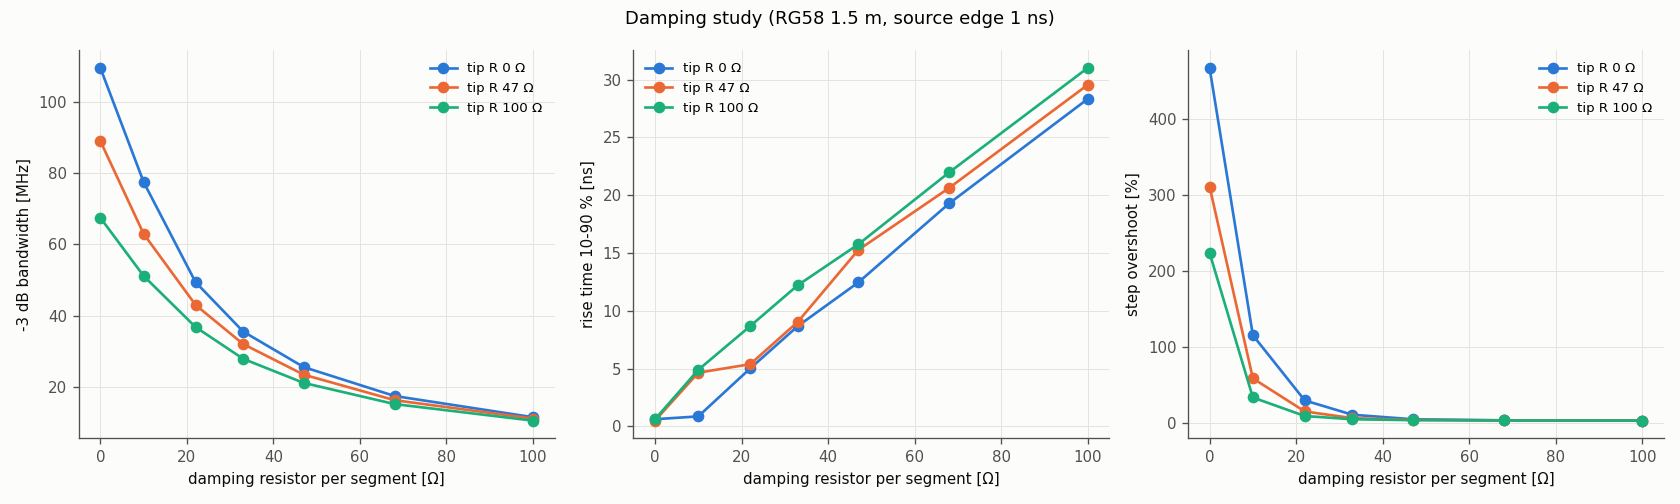 Damping study (RG58 1.5 m, source edge 1 ns)
-3 dB bandwidth [MHz]
100
80
60
40
20
0
20
40
60
80
100
damping resistor per segment [Ω]
tip R 0 Ω
tip R 47 Ω
tip R 100 Ω
rise time 10-90 % [ns]
30
25
20
15
10
5
0
0
20
40
60
80
100
damping resistor per segment [Ω]
tip R 0 Ω
tip R 47 Ω
tip R 100 Ω
step overshoot [%]
400
300
200
100
0
0
20
40
60
80
100
damping resistor per segment [Ω]
tip R 0 Ω
tip R 47 Ω
tip R 100 Ω